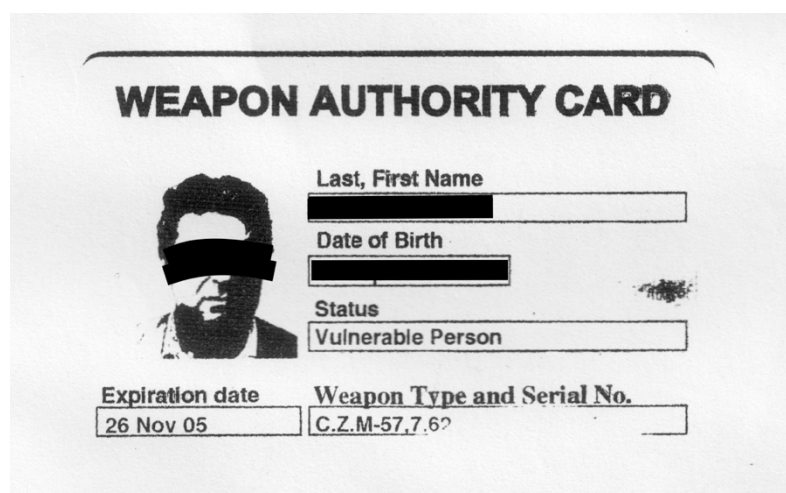 WEAPON AUTHORITY CARD
Last, First Name
Date of Birth
Status
Vulnerable Person
Expiration date
26 Nov 05
Weapon Type and Serial No.
C.Z.M-57,7.62